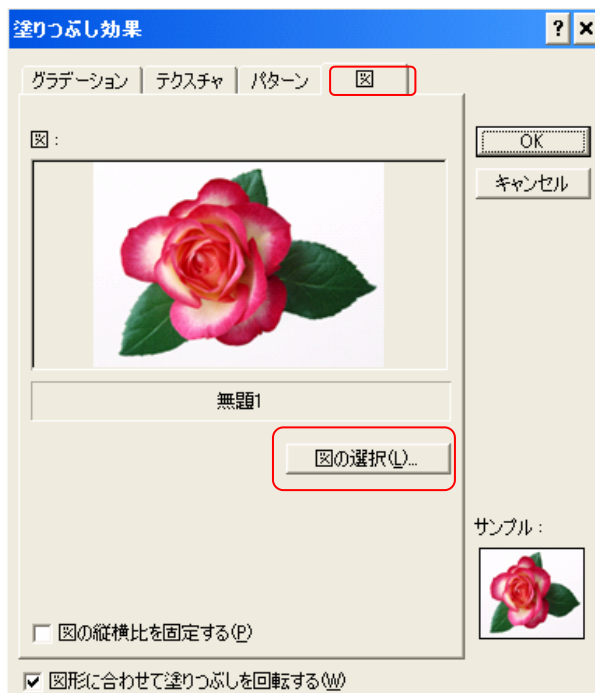 塗りつぶし効果
グラデーション テクスチャ パターン 図
図：
OK
キャンセル
無題1
図の選択(L)...
サンプル：
図の縦横比を固定する(P)
図形に合わせて塗りつぶしを回転する(W)